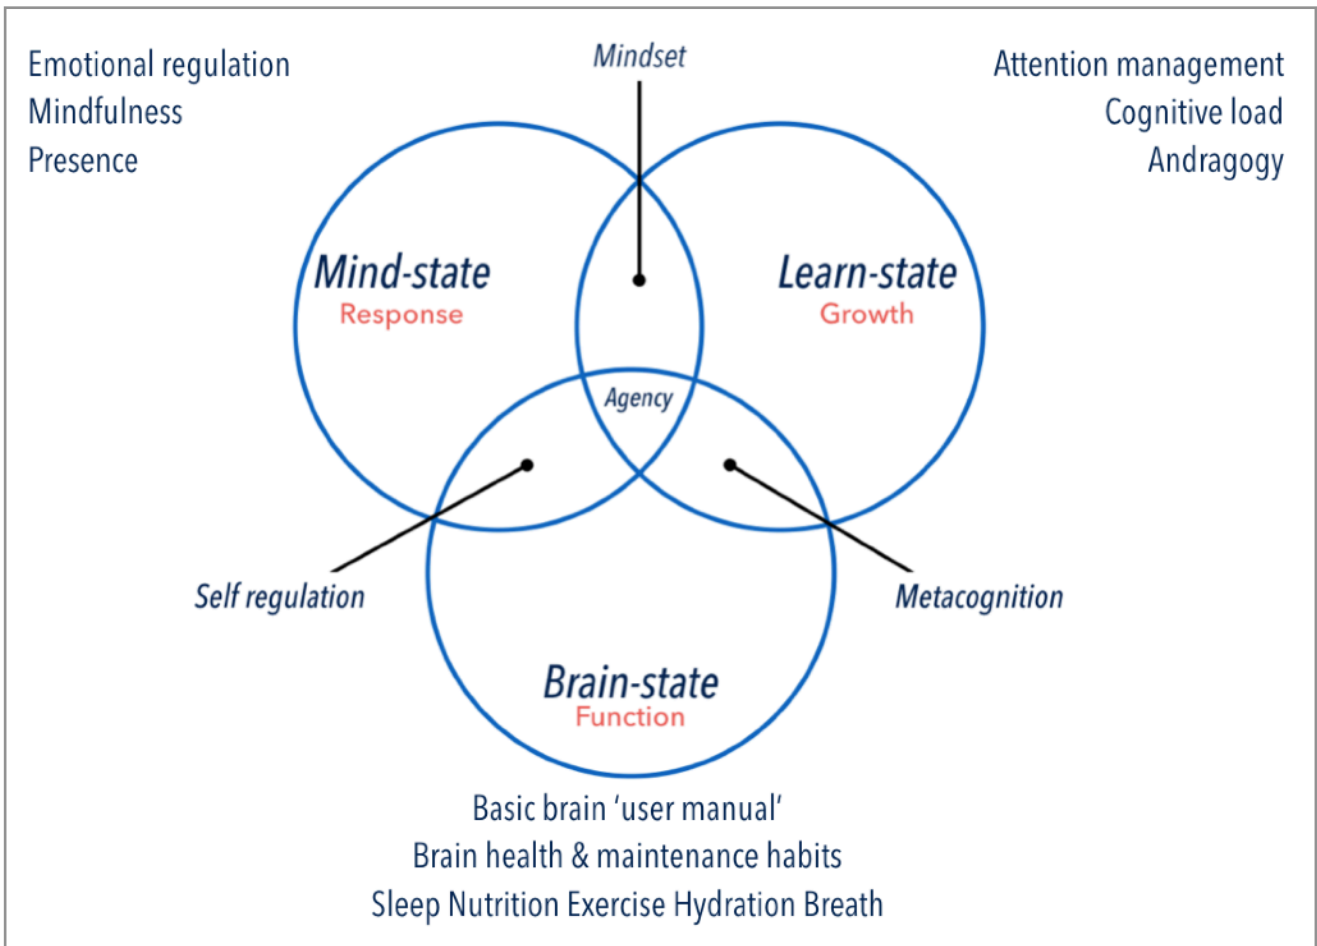 Emotional regulation
Mindfulness
Presence
Mindset
Attention management
Cognitive load
Andragogy
Mind-state
Response
Learn-state
Growth
Agency
Self regulation
Metacognition
Brain-state
Function
Basic brain ‘user manual’
Brain health & maintenance habits
Sleep Nutrition Exercise Hydration Breath